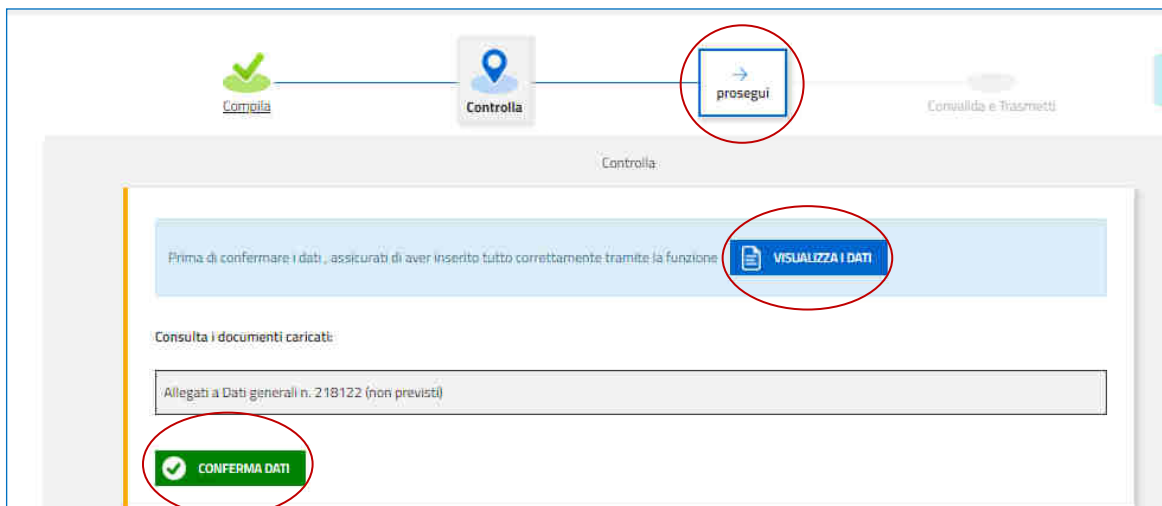 Compila
Controlla
prosegui
Convalida e Trasmetti
Controlla
Prima di confermare i dati , assicurati di aver inserito tutto correttamente tramite la funzione
VISUALIZZA I DATI
Consulta i documenti caricati:
Allegati a Dati generali n. 218122 (non previsti)
CONFERMA DATI